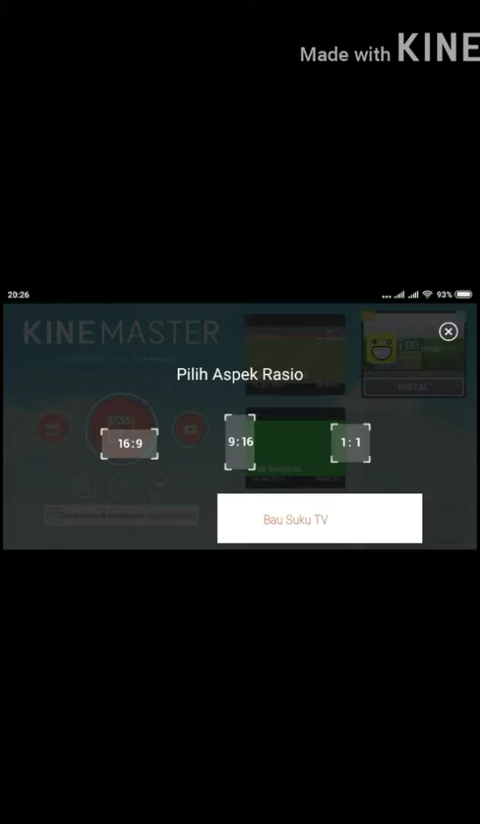 Made with KINE
20:26
93%
KINEMASTER
Pilih Aspek Rasio
16:9
9:16
1:1
Bau Suku TV